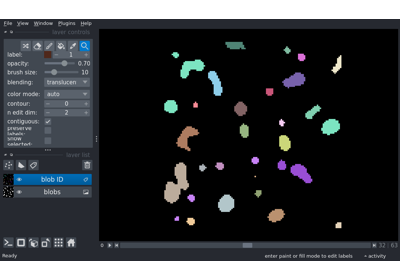 File View Window Plugins Help
layer controls
label: 1
opacity: 0.70
brush size: 10
blending: translucen
color mode: auto
contour: 0
n edit dim: 2
contiguous: ✓
preserve
labels:
show
selected:
layer list
blob ID
blobs
0 32 63
Ready enter paint or fill mode to edit labels activity